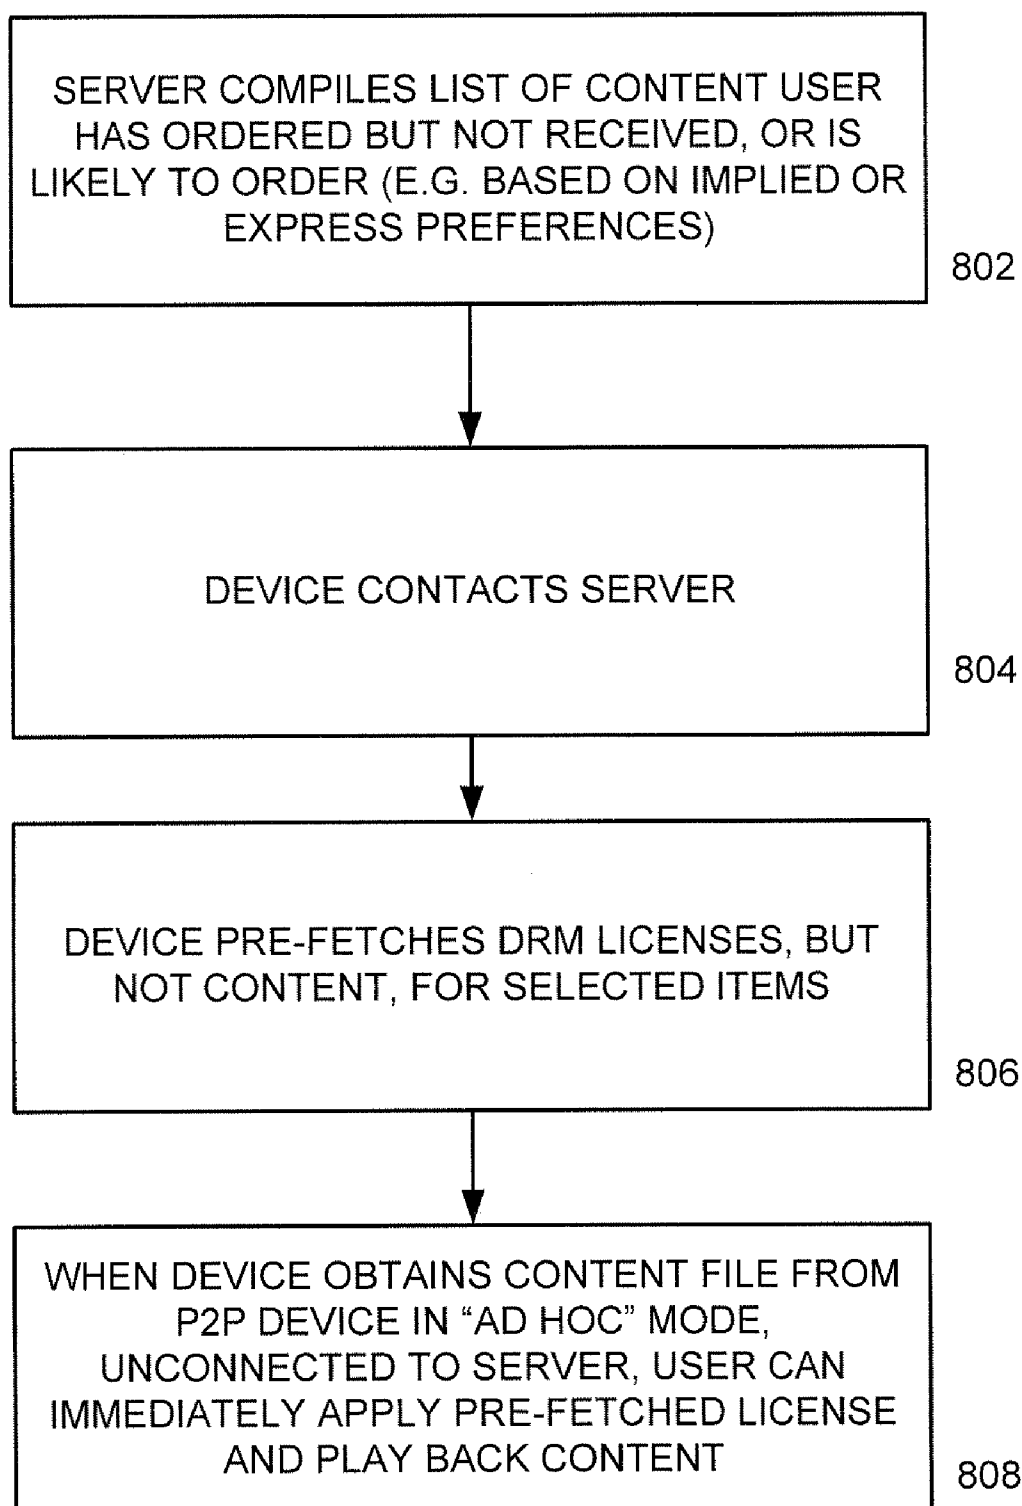 SERVER COMPILES LIST OF CONTENT USER
HAS ORDERED BUT NOT RECEIVED, OR IS
LIKELY TO ORDER (E.G. BASED ON IMPLIED OR
EXPRESS PREFERENCES)
802
DEVICE CONTACTS SERVER
804
DEVICE PRE-FETCHES DRM LICENSES, BUT
NOT CONTENT, FOR SELECTED ITEMS
806
WHEN DEVICE OBTAINS CONTENT FILE FROM
P2P DEVICE IN “AD HOC” MODE,
UNCONNECTED TO SERVER, USER CAN
IMMEDIATELY APPLY PRE-FETCHED LICENSE
AND PLAY BACK CONTENT
808